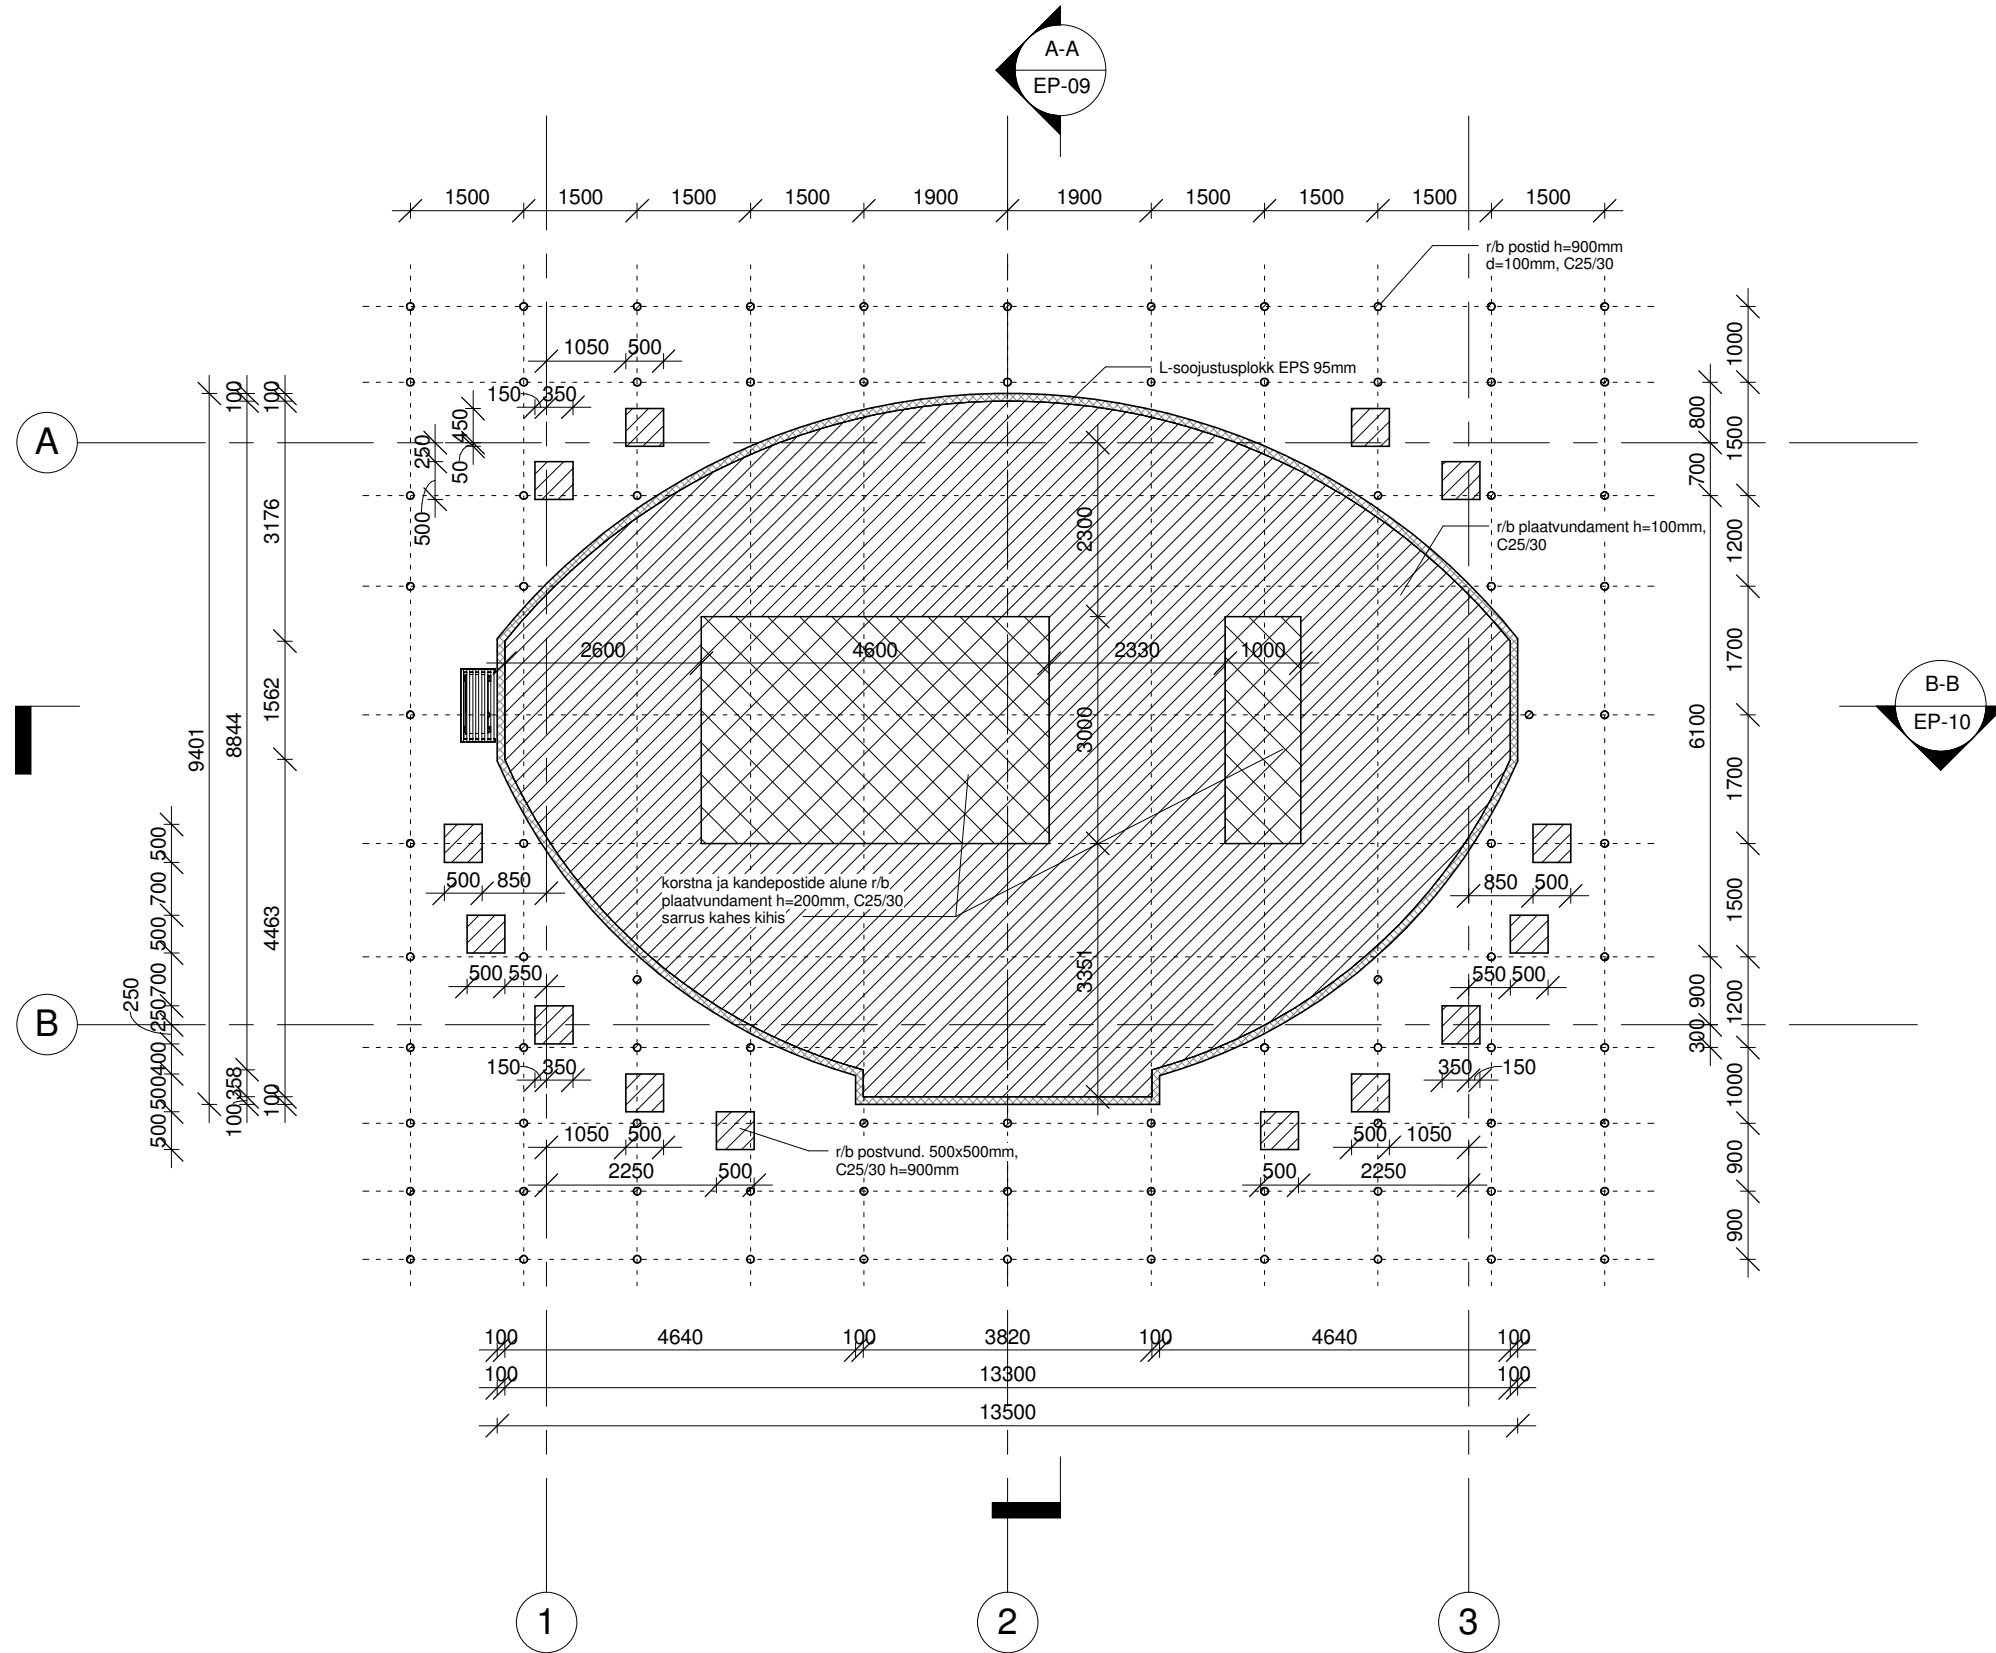 A-A
EP-09
1500 1500 1500 1500 1900 1900 1500 1500 1500 1500
r/b postid h=900mm
d=100mm, C25/30
1050 500
L-soojustusplokk EPS 95mm
150 350
100 100 100
450
250
50
500
A
3176
2300
1000
800
1500
700
r/b plaatvundament h=100mm,
C25/30
1200
2600 4600 2330 1000
1700
1562
3000
9401
8844
6100
B-B
EP-10
1700
500
700
500
700
250
250
400
500
500
4463
500 850
korstna ja kandepostide alune r/b
plaatvundament h=200mm, C25/30,
sarrus kahes kihis
850 500
1500
500 550
3351
550 500
900
1200
300
B
150 350
350 150
358
100
100
1000
1050 500
500 1050
r/b postvund. 500x500mm,
C25/30 h=900mm
2250 500
500 2250
900
900
100 4640 100 3820 100 4640 100
100 13300 100
13500
1 2 3